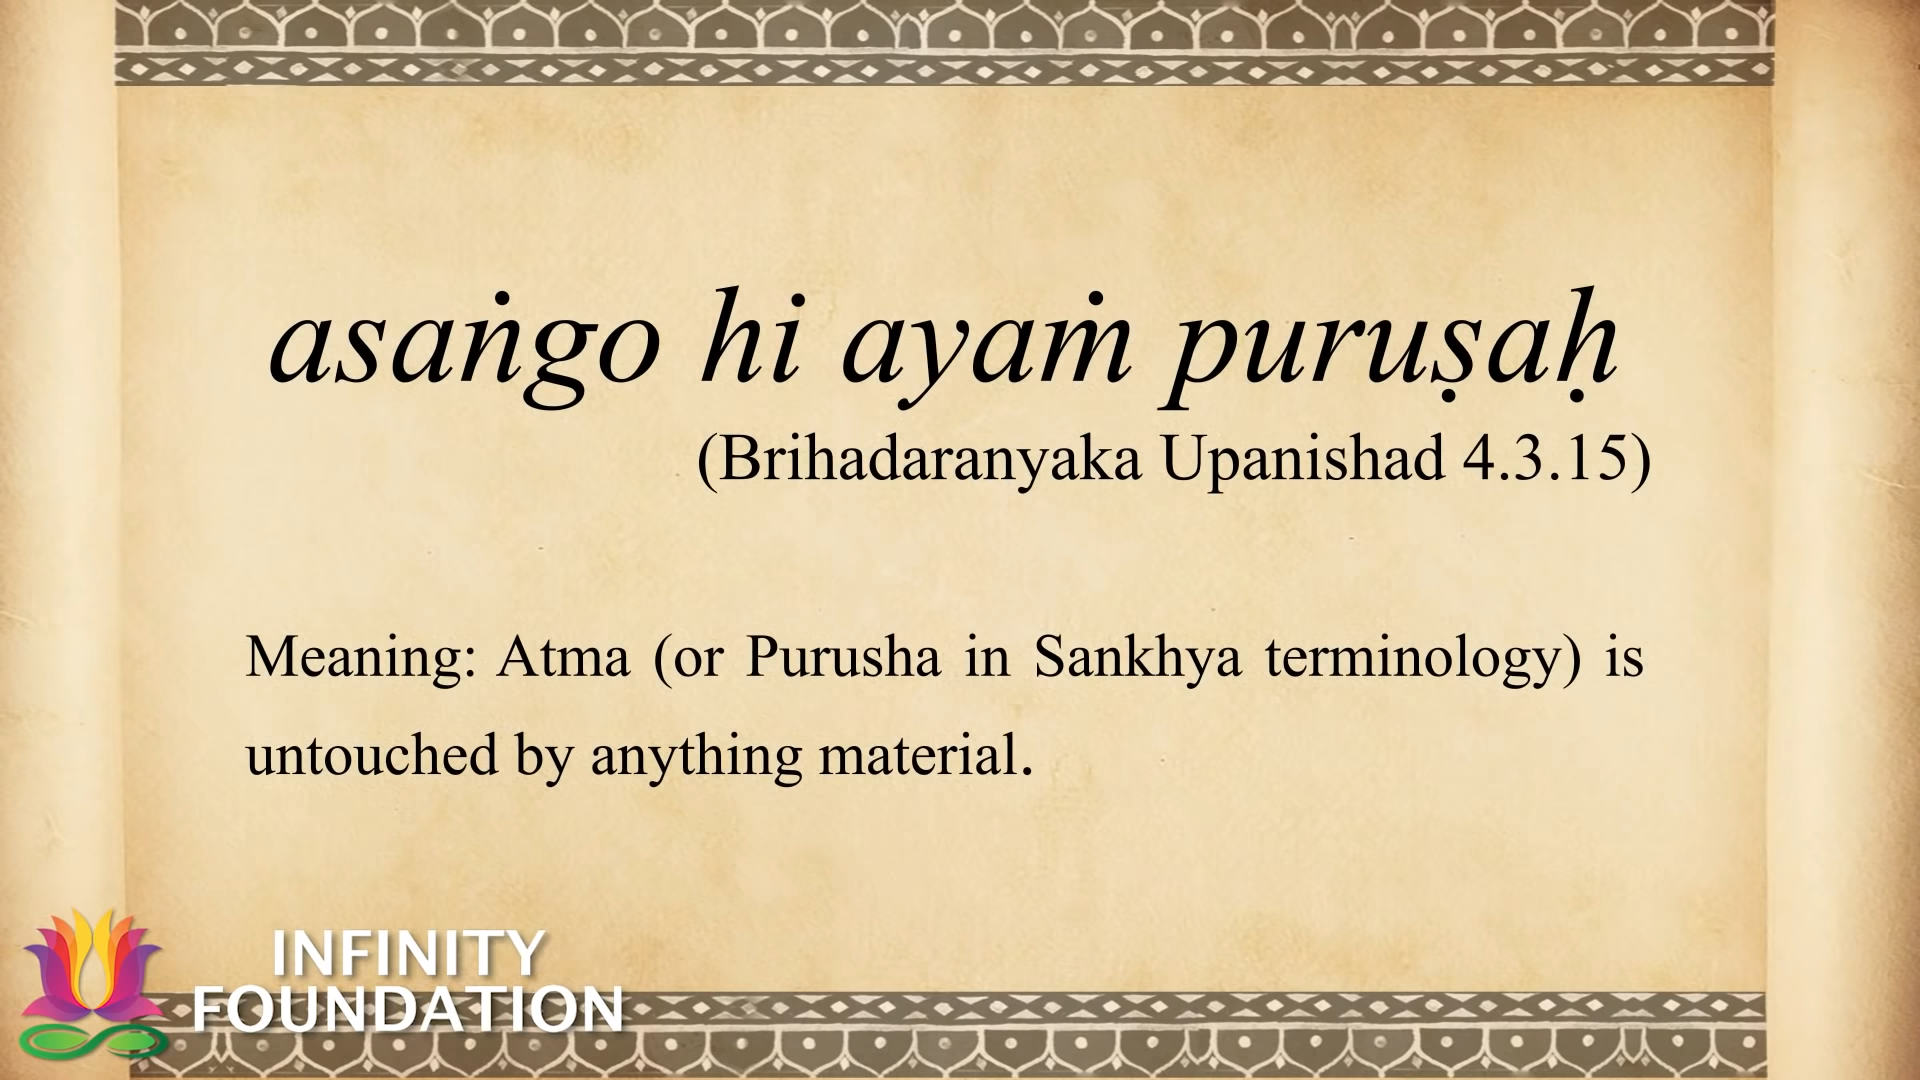 asaṅgo hi ayaṁ puruṣaḥ
(Brihadaranyaka Upanishad 4.3.15)
Meaning: Atma (or Purusha in Sankhya terminology) is
untouched by anything material.
INFINITY
FOUNDATION